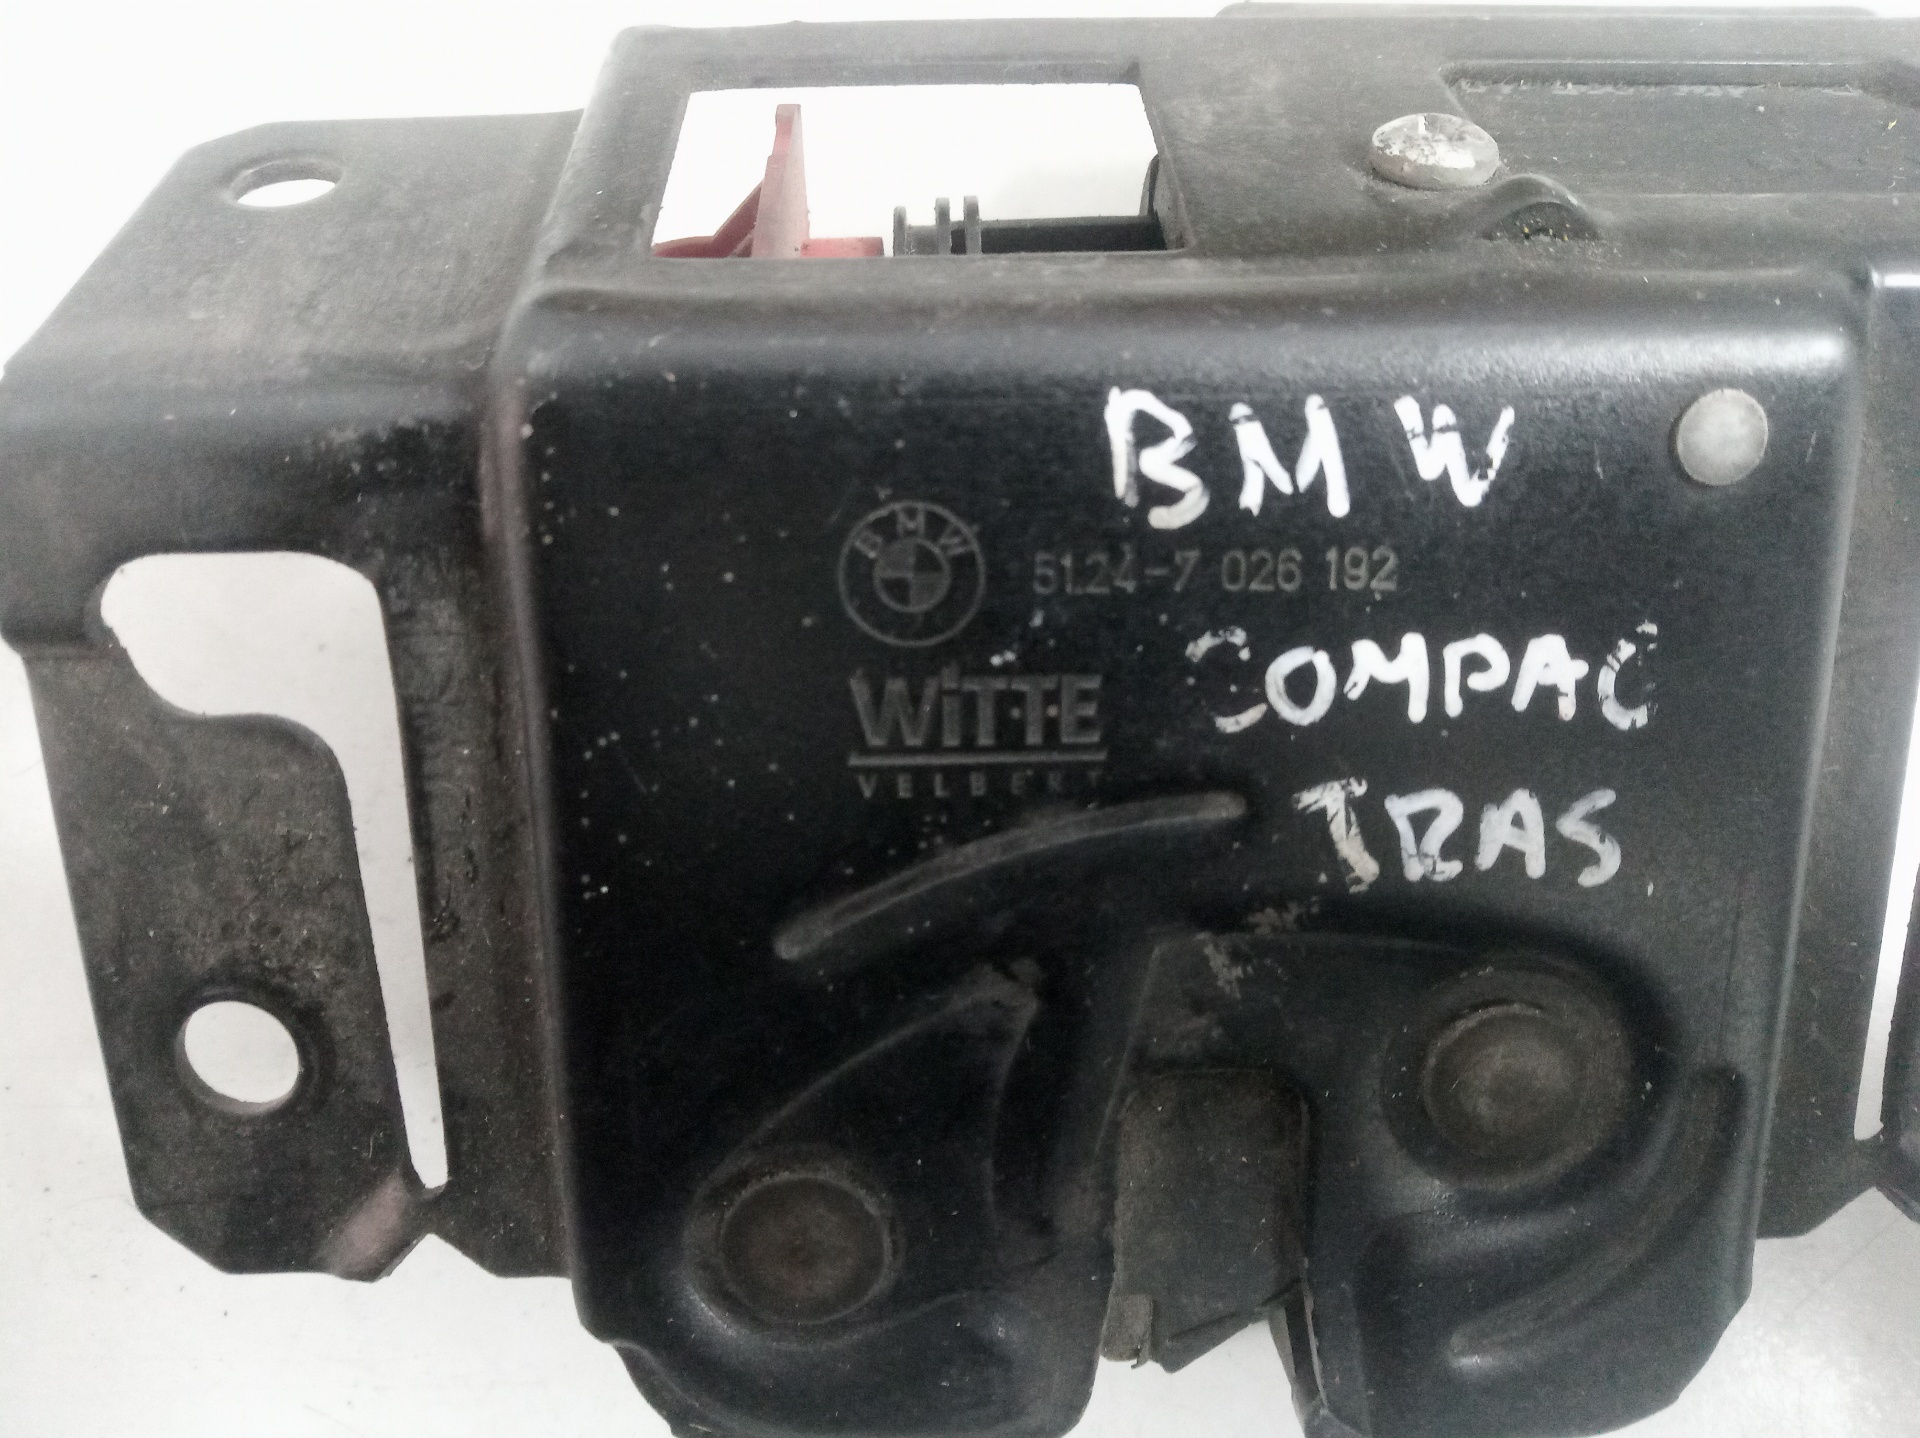 BMW
BMW
51.24-7 026 192
COMPAC
WiTTE
VELBERT
TRAS